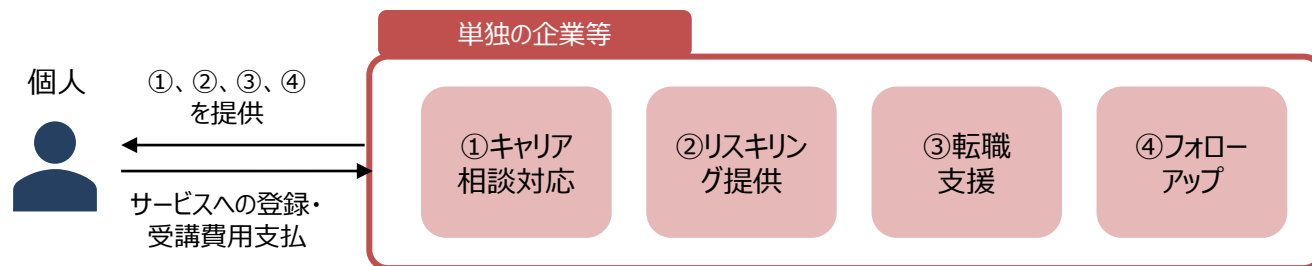 単独の企業等
個人
①、②、③、④
を提供
サービスへの登録・
受講費用支払
①キャリア
相談対応
②リスキリン
グ提供
③転職
支援
④フォロー
アップ